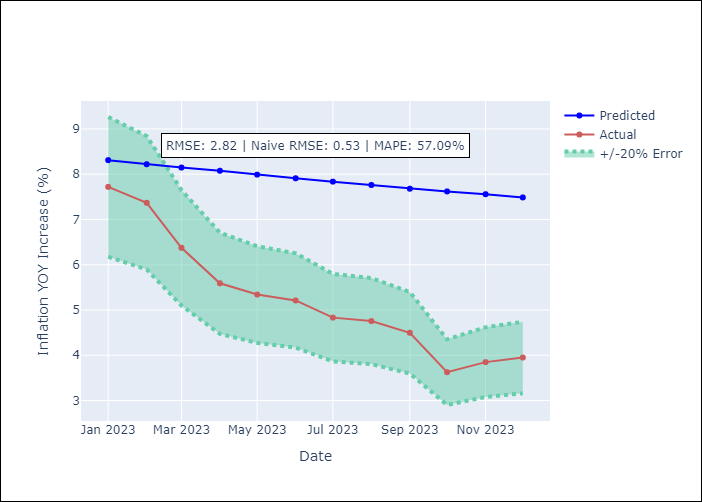 RMSE: 2.82 | Naive RMSE: 0.53 | MAPE: 57.09%
Predicted
Actual
+/-20% Error
Inflation YOY Increase (%)
9
8
7
6
5
4
3
Jan 2023 Mar 2023 May 2023 Jul 2023 Sep 2023 Nov 2023
Date